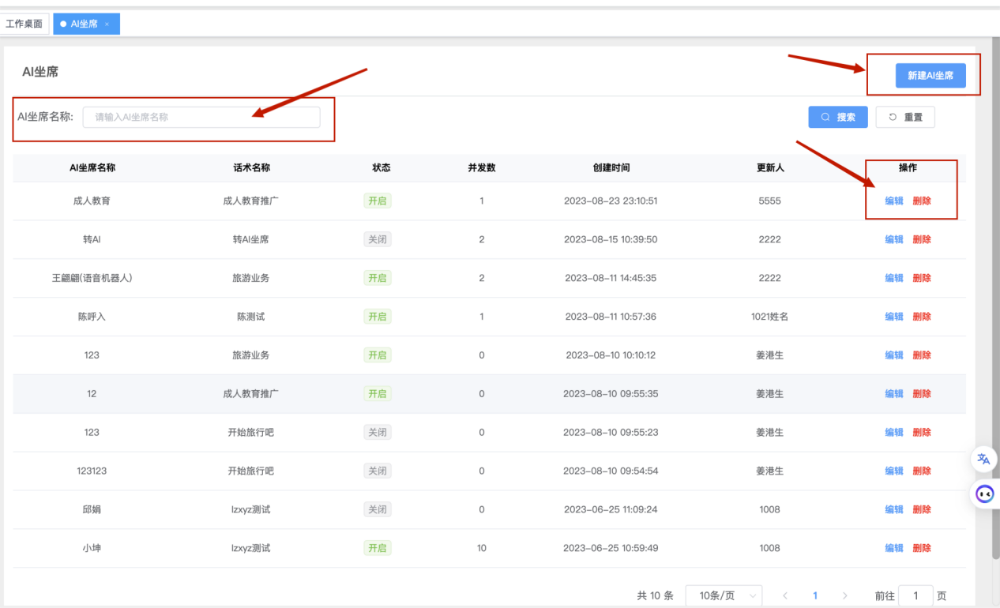 工作桌面 AI坐席 ×
AI坐席 新建AI坐席
AI坐席名称: 请输入AI坐席名称 搜索 重置
AI坐席名称 话术名称 状态 并发数 创建时间 更新人 操作
成人教育 成人教育推广 开启 1 2023-08-23 23:10:51 5555 编辑 删除
转AI 转AI坐席 关闭 2 2023-08-15 10:39:50 2222 编辑 删除
王翩翩(语音机器人) 旅游业务 开启 2 2023-08-11 14:45:35 2222 编辑 删除
陈呼入 陈测试 开启 1 2023-08-11 10:57:36 1021姓名 编辑 删除
123 旅游业务 开启 0 2023-08-10 10:10:12 姜港生 编辑 删除
12 成人教育推广 开启 0 2023-08-10 09:55:35 姜港生 编辑 删除
123 开始旅行吧 关闭 0 2023-08-10 09:55:23 姜港生 编辑 删除
123123 开始旅行吧 关闭 0 2023-08-10 09:54:54 姜港生 编辑 删除
邱娟 lzxyz测试 关闭 0 2023-06-25 11:09:24 1008 编辑 删除
小坤 lzxyz测试 开启 10 2023-06-25 10:59:49 1008 编辑 删除
共 10 条 10条/页 < 1 > 前往 1 页